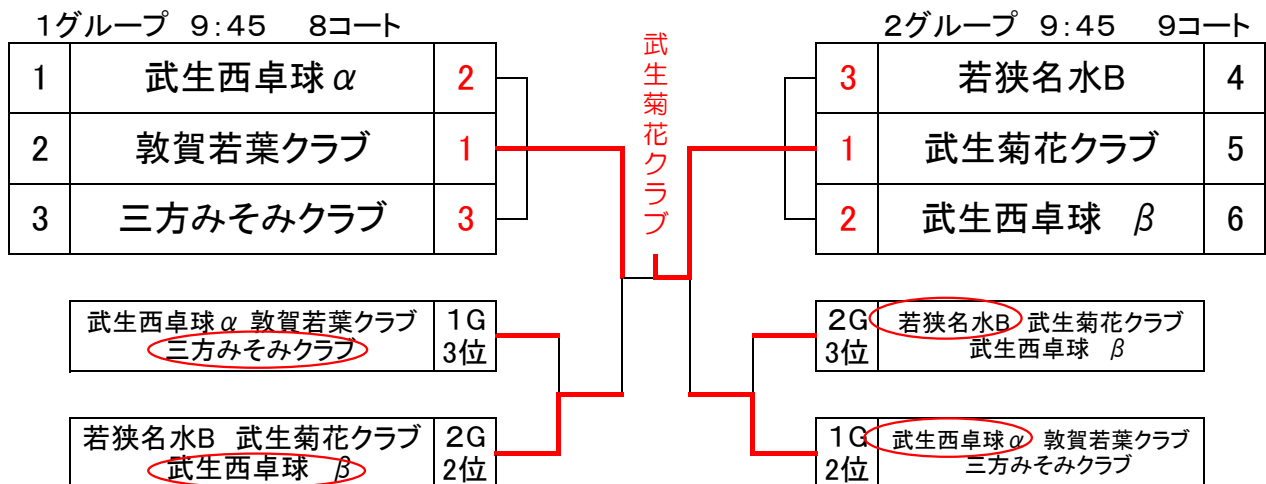 1グループ 9:45 8コート
1 武生西卓球α 2
2 敦賀若葉クラブ 1
3 三方みそみクラブ 3
武生菊花クラブ
2グループ 9:45 9コート
3 若狭名水B 4
1 武生菊花クラブ 5
2 武生西卓球 β 6
武生西卓球α 敦賀若葉クラブ 1G
三方みそみクラブ 3位
2G 若狭名水B 武生菊花クラブ
3位 武生西卓球 β
若狭名水B 武生菊花クラブ 2G
武生西卓球 β 2位
1G 武生西卓球α 敦賀若葉クラブ
2位 三方みそみクラブ